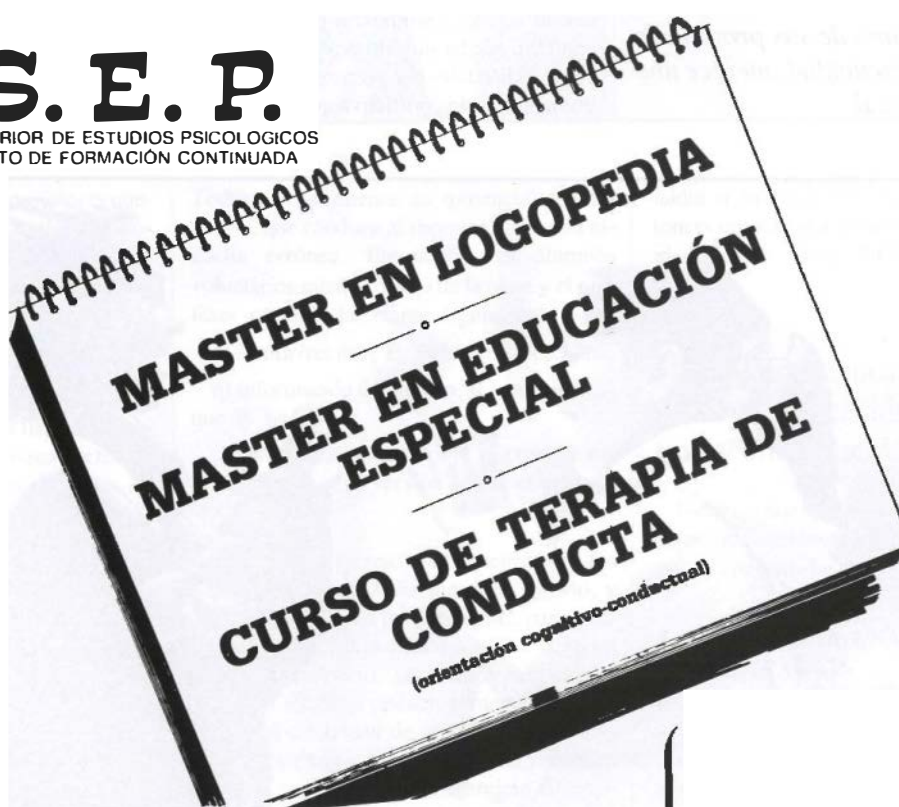 S. E. P.
RIOR DE ESTUDIOS PSICOLOGICOS
TO DE FORMACIÓN CONTINUADA
MASTER EN LOGOPEDIA
MASTER EN EDUCACIÓN
ESPECIAL
CURSO DE TERAPIA DE
CONDUCTA
(orientación cognitivo-conductual)